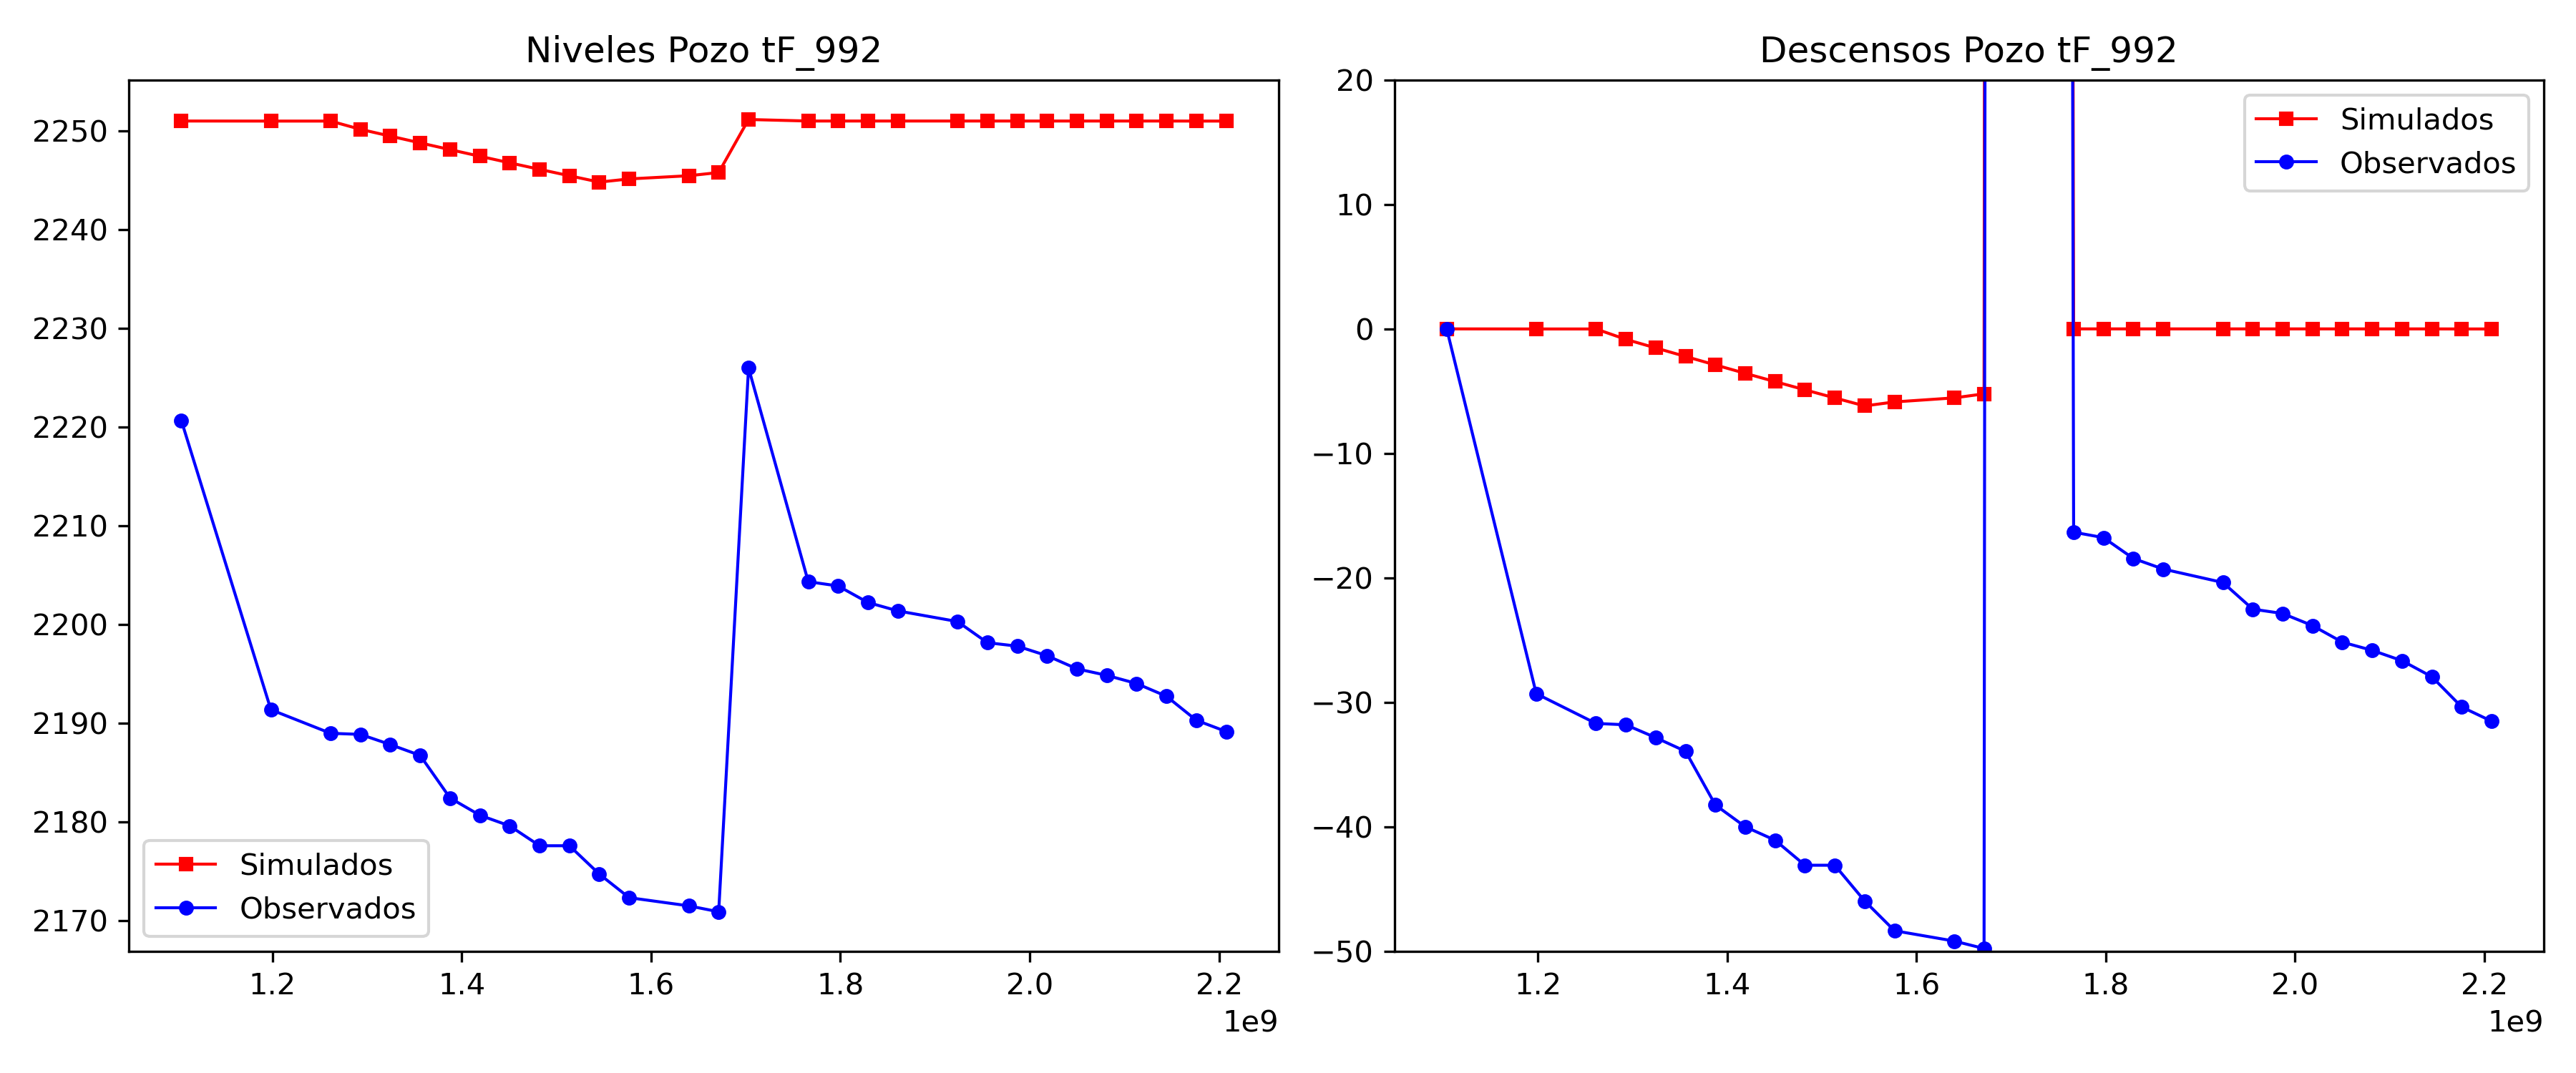 Niveles Pozo tF_992
2250
2240
2230
2220
2210
2200
2190
2180
2170
Simulados
Observados
1.2 1.4 1.6 1.8 2.0 2.2
1e9
Descensos Pozo tF_992
20
10
0
−10
−20
−30
−40
−50
Simulados
Observados
1.2 1.4 1.6 1.8 2.0 2.2
1e9